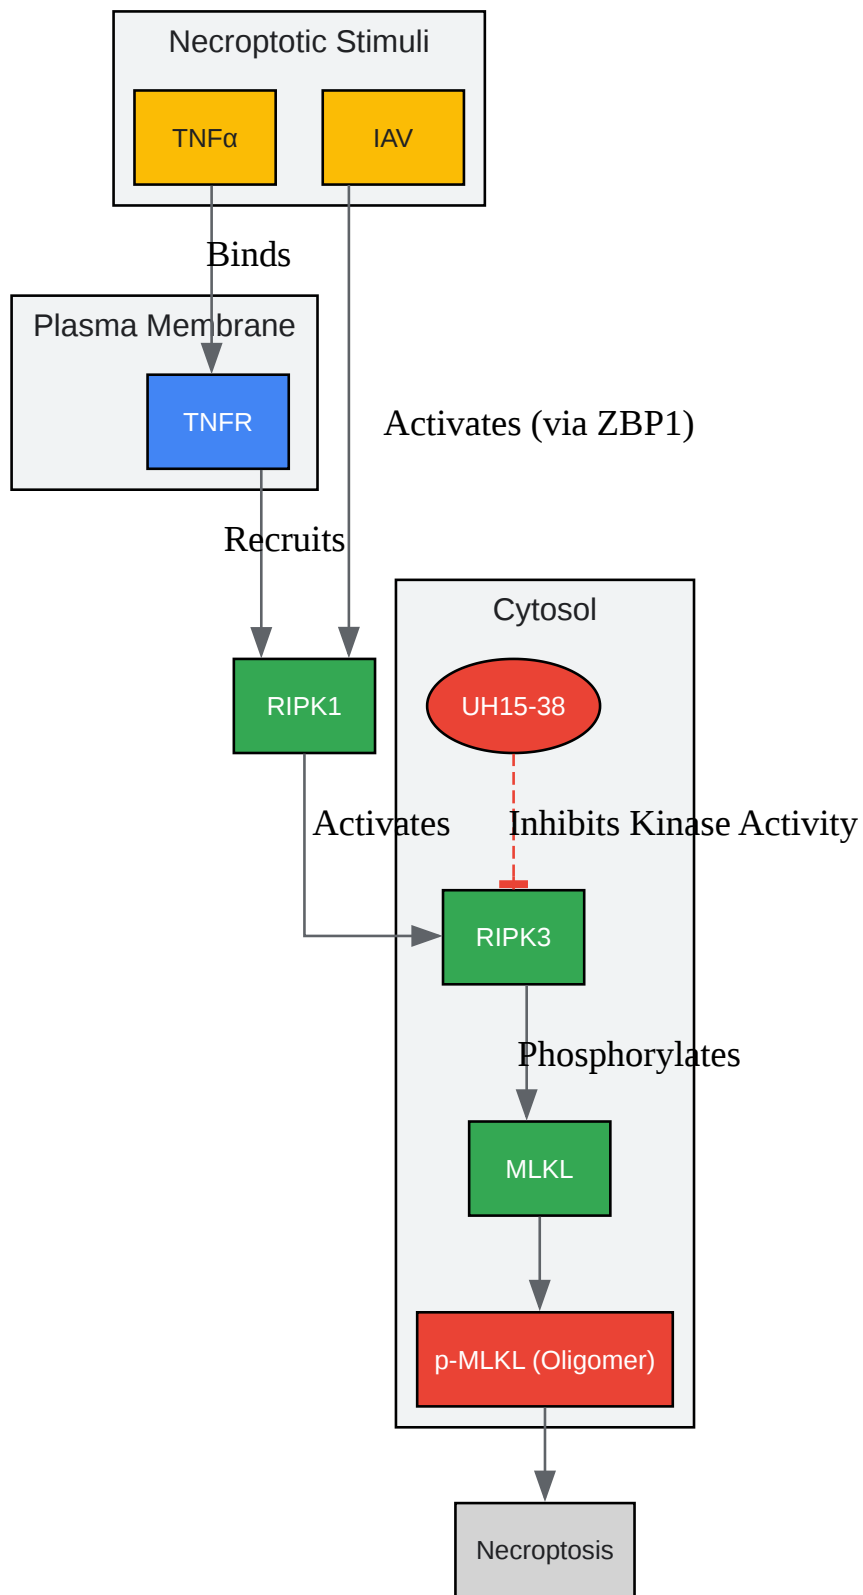 Necroptotic Stimuli
TNFα
IAV
Binds
Plasma Membrane
TNFR
Activates (via ZBP1)
Recruits
Cytosol
RIPK1
UH15-38
Activates
Inhibits Kinase Activity
RIPK3
Phosphorylates
MLKL
p-MLKL (Oligomer)
Necroptosis